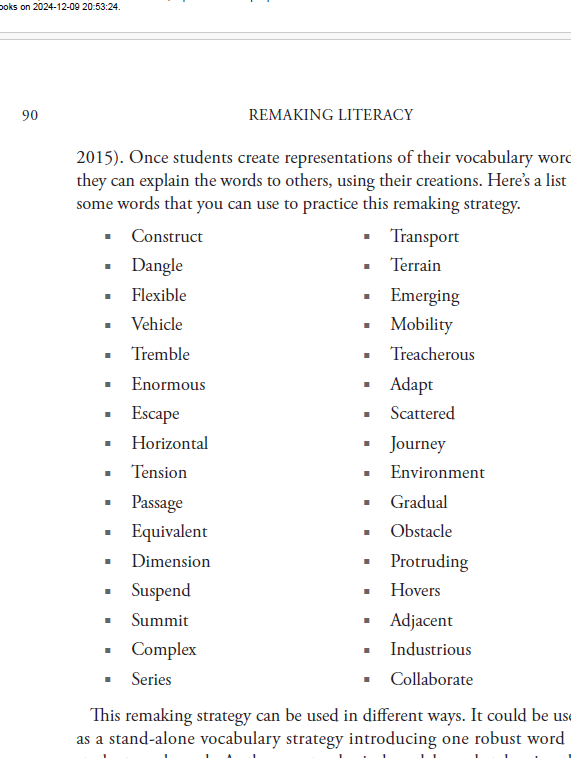 ooks on 2024-12-09 20:53:24.
90 REMAKING LITERACY
2015). Once students create representations of their vocabulary word
they can explain the words to others, using their creations. Here’s a list
some words that you can use to practice this remaking strategy.
▪ Construct
▪ Dangle
▪ Flexible
▪ Vehicle
▪ Tremble
▪ Enormous
▪ Escape
▪ Horizontal
▪ Tension
▪ Passage
▪ Equivalent
▪ Dimension
▪ Suspend
▪ Summit
▪ Complex
▪ Series
▪ Transport
▪ Terrain
▪ Emerging
▪ Mobility
▪ Treacherous
▪ Adapt
▪ Scattered
▪ Journey
▪ Environment
▪ Gradual
▪ Obstacle
▪ Protruding
▪ Hovers
▪ Adjacent
▪ Industrious
▪ Collaborate
This remaking strategy can be used in different ways. It could be use
as a stand-alone vocabulary strategy introducing one robust word